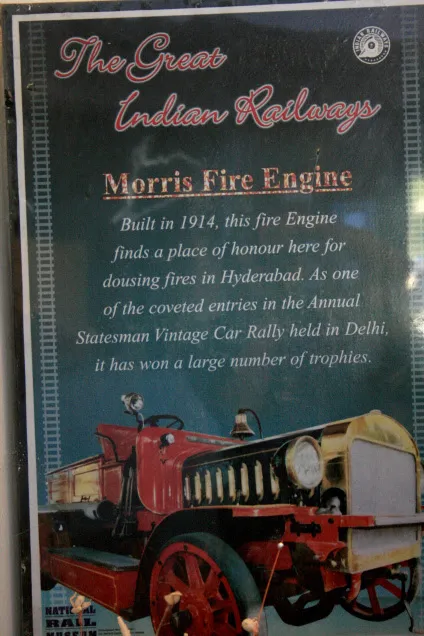 The Great
Indian Railways
INDIAN RAILWAYS
Morris Fire Engine
Built in 1914, this fire Engine
finds a place of honour here for
dousing fires in Hyderabad. As one
of the coveted entries in the Annual
Statesman Vintage Car Rally held in Delhi,
it has won a large number of trophies.
NATIONAL
RAIL
MUSEUM